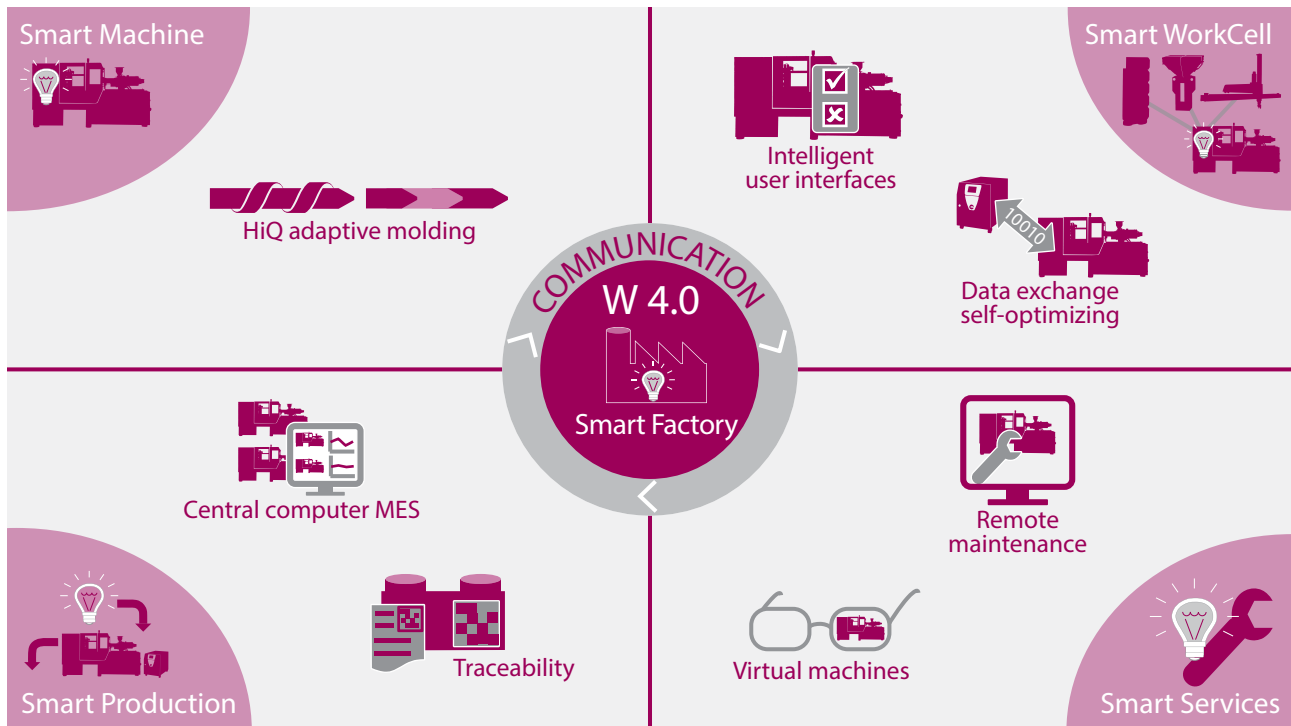 Smart Machine
HiQ adaptive molding
Intelligent
user interfaces
Smart WorkCell
10010
Data exchange
self-optimizing
COMMUNICATION
W 4.0
Smart Factory
Central computer MES
Traceability
Smart Production
Remote
maintenance
Virtual machines
Smart Services